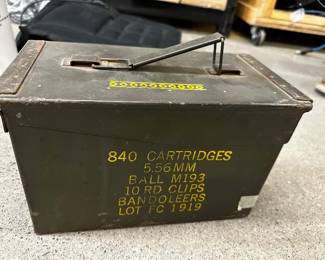 840 CARTRIDGES
5.56MM
BALL M193
10 RD CLIPS
BANDOLEERS
LOT FC 1919